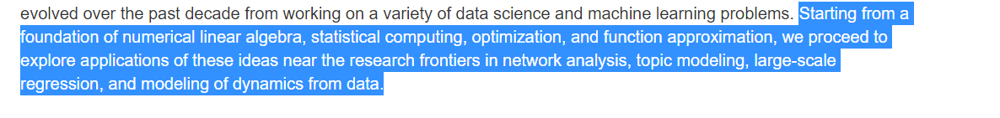 evolved over the past decade from working on a variety of data science and machine learning problems. Starting from a
foundation of numerical linear algebra, statistical computing, optimization, and function approximation, we proceed to
explore applications of these ideas near the research frontiers in network analysis, topic modeling, large-scale
regression, and modeling of dynamics from data.